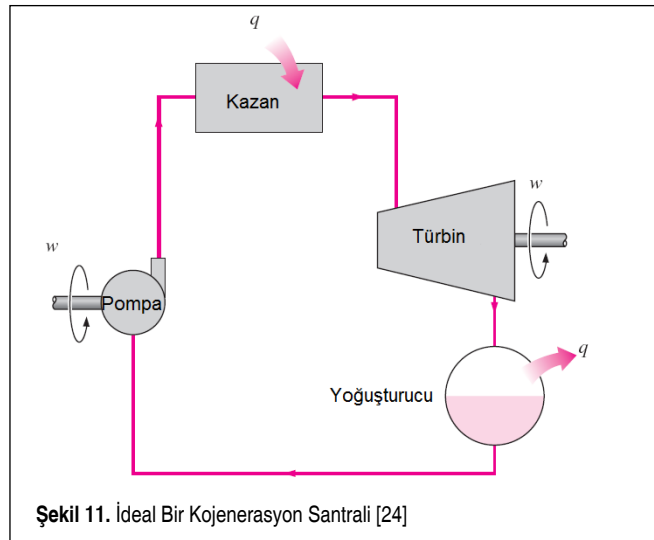 q
Kazan
w
Türbin
w
Pompa
q
Yoğuşturucu
Şekil 11. İdeal Bir Kojenerasyon Santrali [24]